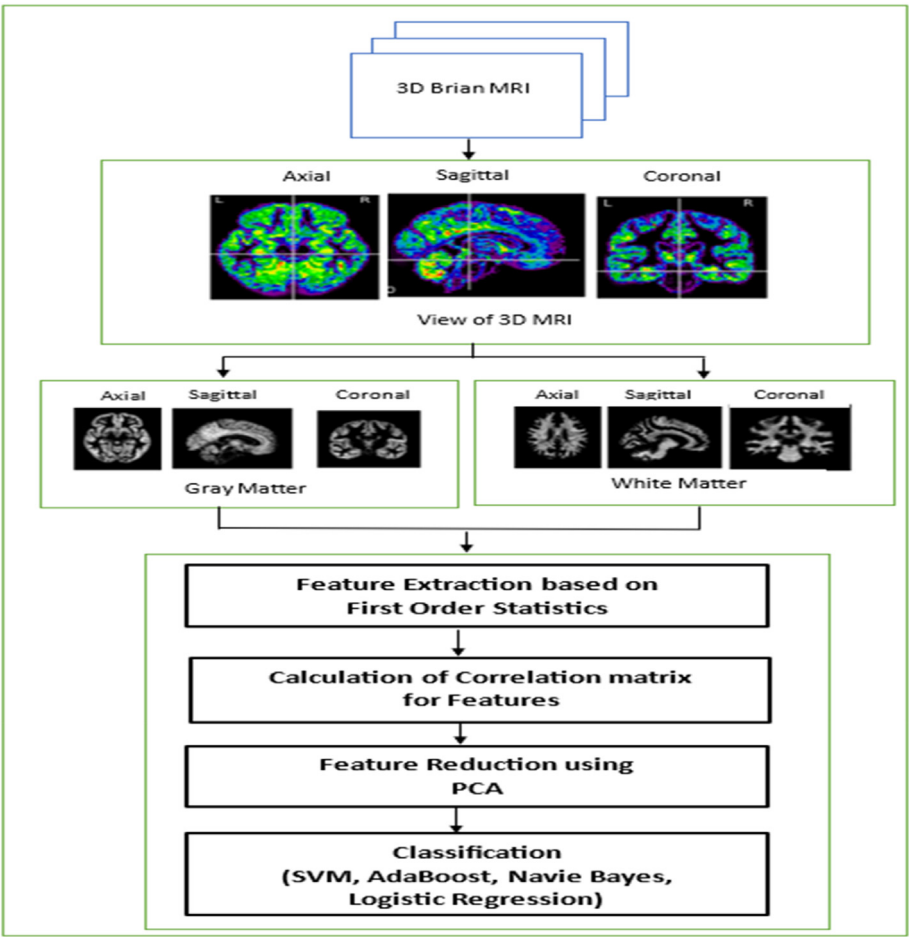 3D Brian MRI
Axial
Sagittal
Coronal
L
R
L
R
View of 3D MRI
Axial
Sagittal
Coronal
Gray Matter
Axial
Sagittal
Coronal
White Matter
Feature Extraction based on
First Order Statistics
Calculation of Correlation matrix
for Features
Feature Reduction using
PCA
Classification
(SVM, AdaBoost, Navie Bayes,
Logistic Regression)